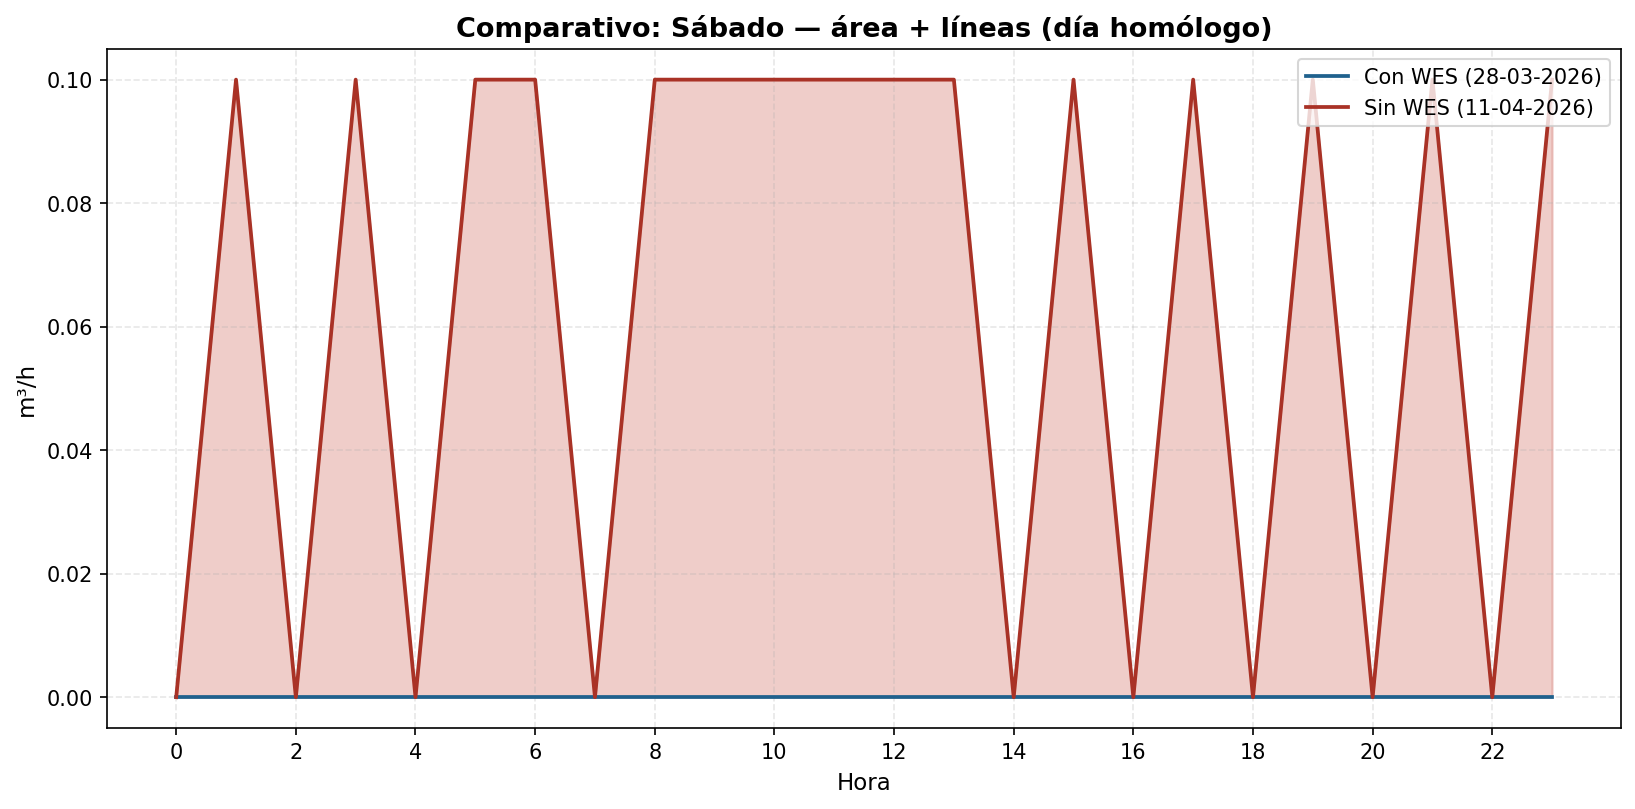 Comparativo: Sábado — área + líneas (día homólogo)
Con WES (28-03-2026)
Sin WES (11-04-2026)
m³/h
0.10
0.08
0.06
0.04
0.02
0.00
0 2 4 6 8 10 12 14 16 18 20 22
Hora